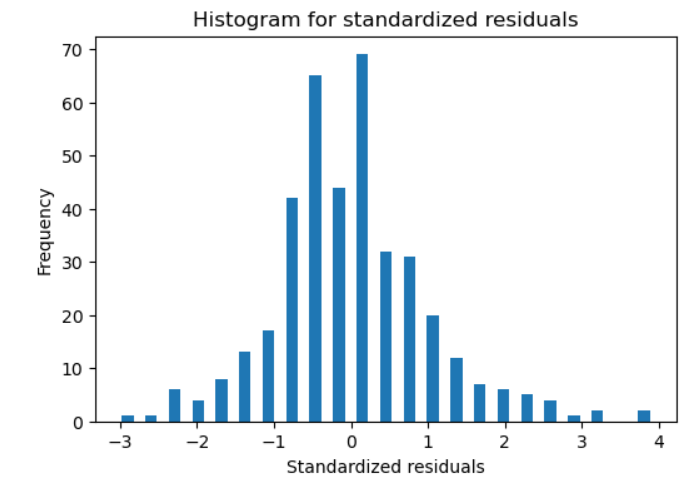 Histogram for standardized residuals
70
60
50
40
30
20
10
0
Frequency
−3 −2 −1 0 1 2 3 4
Standardized residuals